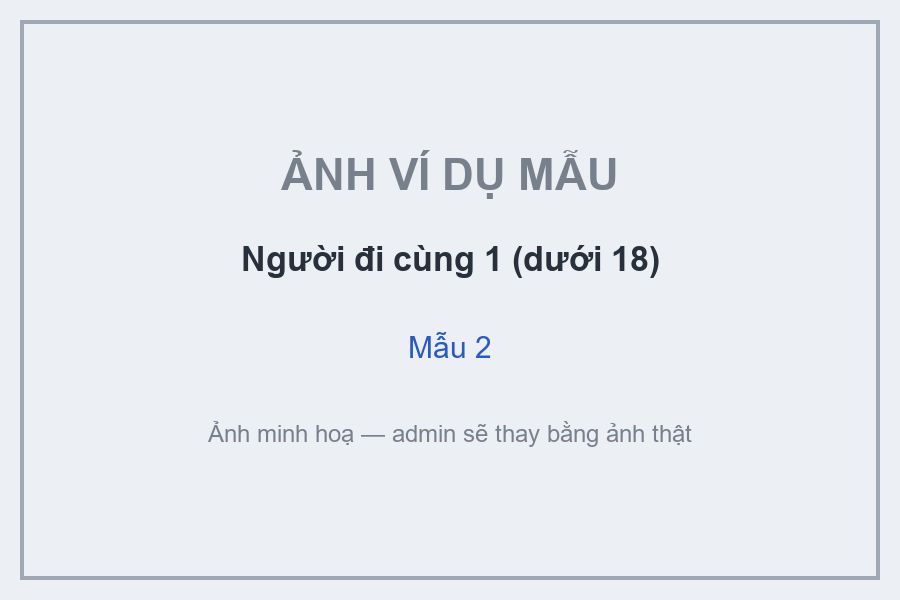 ẢNH VÍ DỤ MẪU
Người đi cùng 1 (dưới 18)
Mẫu 2
Ảnh minh hoạ — admin sẽ thay bằng ảnh thật